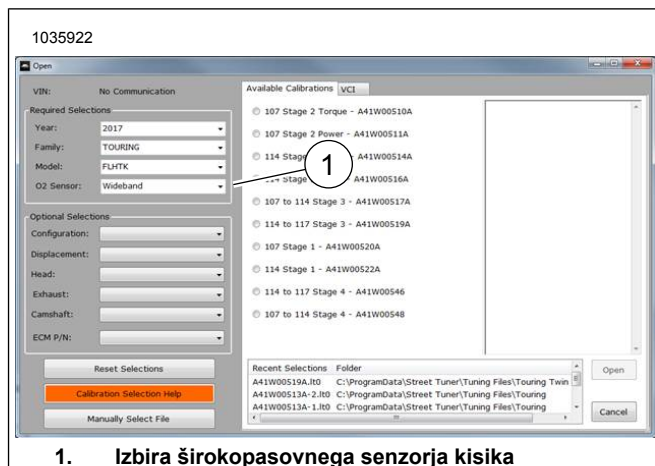 1035922
Open
VIN: No Communication
Required Selections
Year: 2017
Family: TOURING
Model: FLHTK
O2 Sensor: Wideband
Optional Selections
Configuration:
Displacement:
Head:
Exhaust:
Camshaft:
ECM P/N:
Reset Selections
Calibration Selection Help
Manually Select File
Available Calibrations VCI
107 Stage 2 Torque - A41W00510A
107 Stage 2 Power - A41W00511A
114 Stage A41W00514A
1
114 Stage A41W00516A
107 to 114 Stage 3 - A41W00517A
114 to 117 Stage 3 - A41W00519A
107 Stage 1 - A41W00520A
114 Stage 1 - A41W00522A
114 to 117 Stage 4 - A41W00546
107 to 114 Stage 4 - A41W00548
Recent Selections Folder
A41W00519A.lt0 C:\ProgramData\Street Tuner\Tuning Files\Touring Twin
A41W00513A-2.lt0 C:\ProgramData\Street Tuner\Tuning Files\Touring
A41W00513A-1.lt0 C:\ProgramData\Street Tuner\Tuning Files\Touring
Open
Cancel
1. Izbira širokopasovnega senzorja kisika